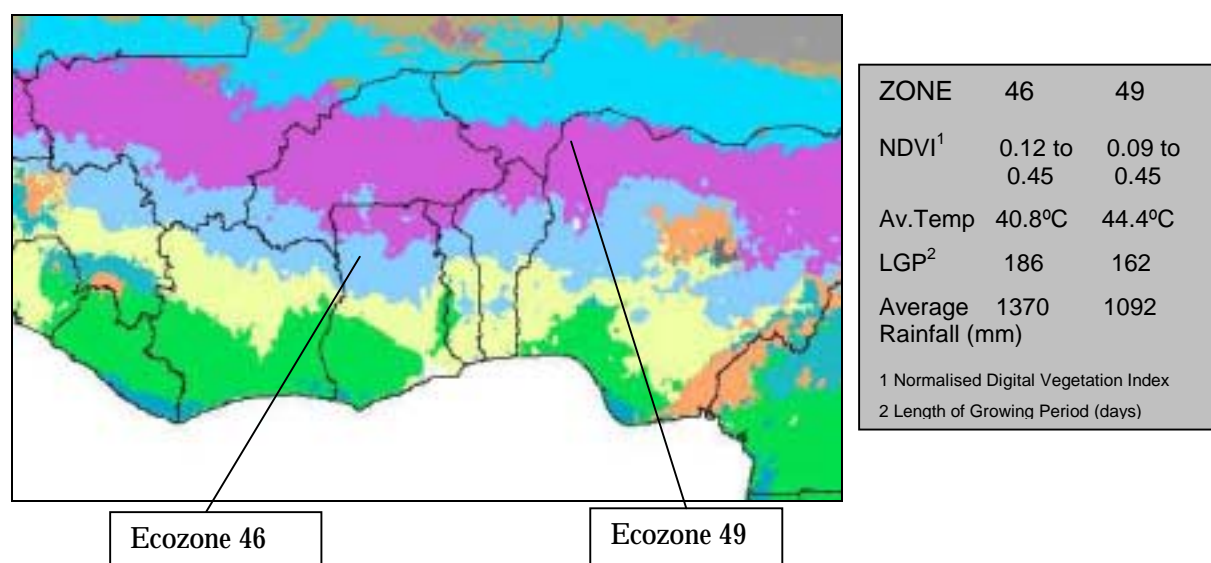 ZONE 46 49
NDVI1 0.12 to 0.09 to
0.45 0.45
Av.Temp 40.8ºC 44.4ºC
LGP2 186 162
Average 1370 1092
Rainfall (mm)
1 Normalised Digital Vegetation Index
2 Length of Growing Period (days)
Ecozone 46
Ecozone 49